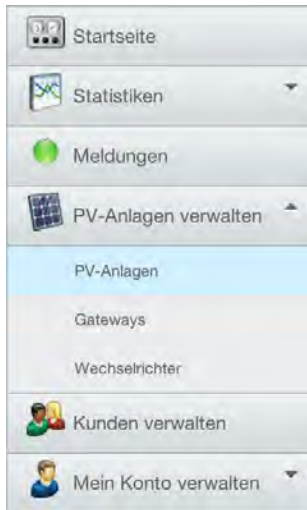 Startseite
Statistiken
Meldungen
PV-Anlagen verwalten
PV-Anlagen
Gateways
Wechselrichter
Kunden verwalten
Mein Konto verwalten